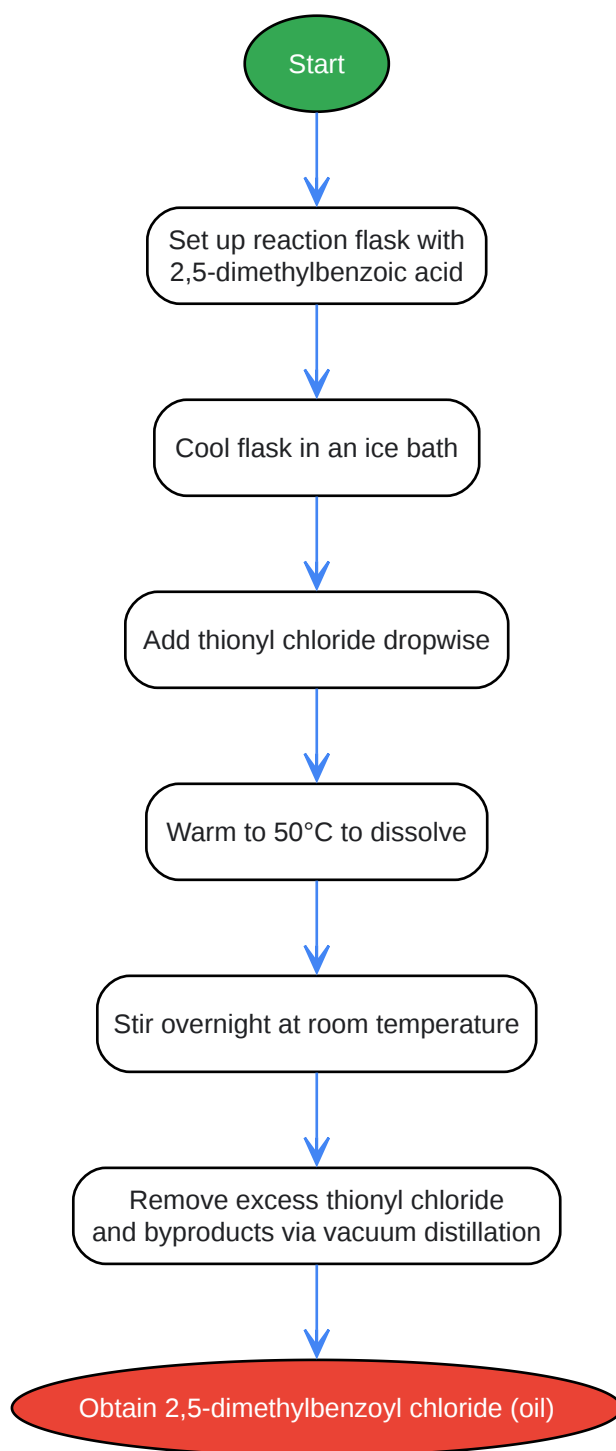 Start
Set up reaction flask with
2,5-dimethylbenzoic acid
Cool flask in an ice bath
Add thionyl chloride dropwise
Warm to 50°C to dissolve
Stir overnight at room temperature
Remove excess thionyl chloride
and byproducts via vacuum distillation
Obtain 2,5-dimethylbenzoyl chloride (oil)